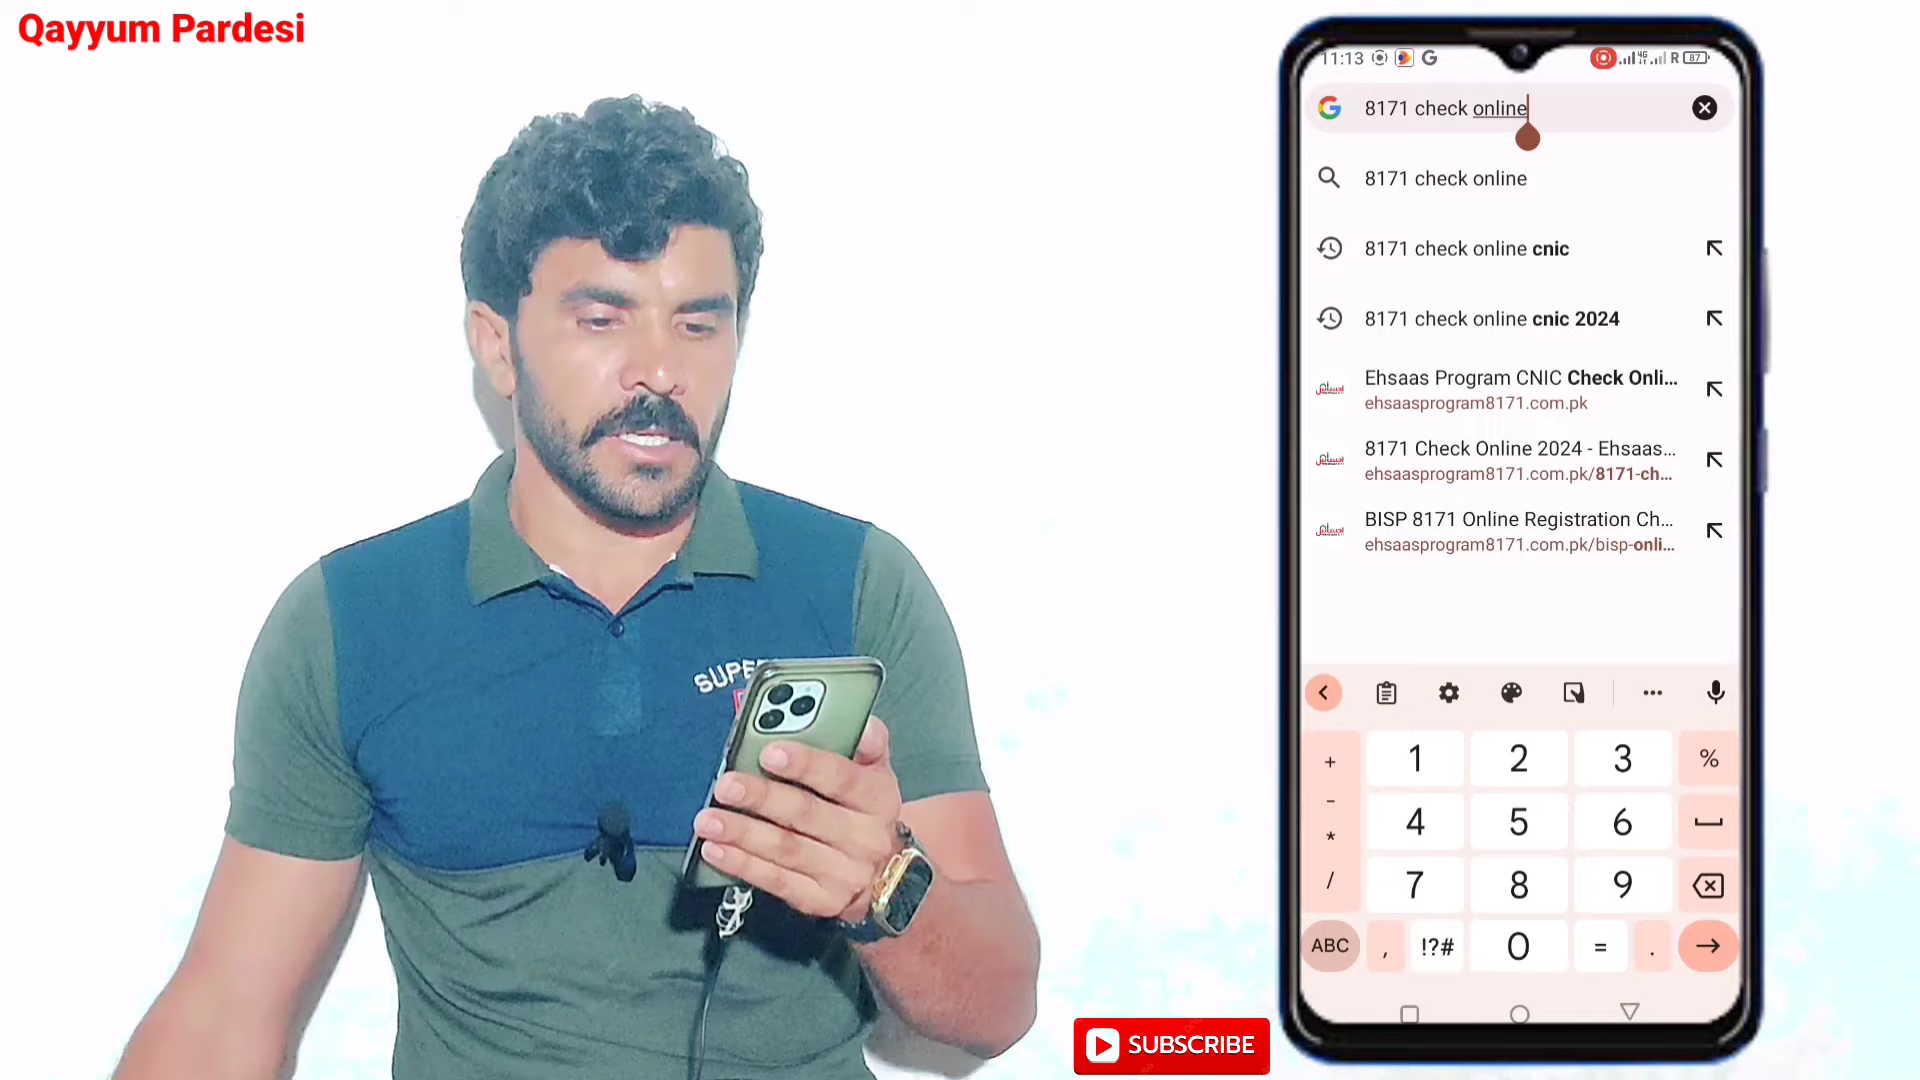 Qayyum Pardesi
11:13
R 87
8171 check online
8171 check online
8171 check online cnic
8171 check online cnic 2024
Ehsaas Program CNIC Check Onli...
ehsaasprogram8171.com.pk
8171 Check Online 2024 - Ehsaas...
ehsaasprogram8171.com.pk/8171-ch...
BISP 8171 Online Registration Ch...
ehsaasprogram8171.com.pk/bisp-onli...
SUPE
+ 1 2 3 %
- 4 5 6
*
/ 7 8 9
ABC , !?# 0 = .
SUBSCRIBE